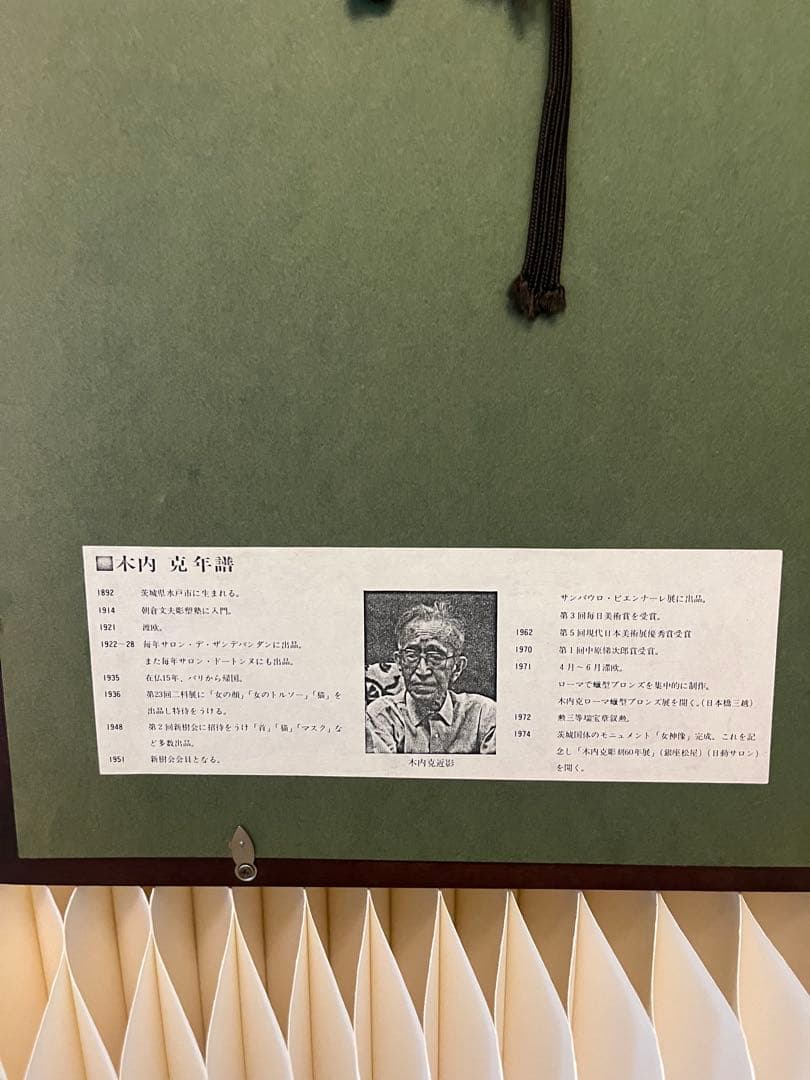 木内 克年譜
1892 茨城県水戸市に生まれる。
1914 朝倉文夫彫塑塾に入門。
1921 渡欧。
1922〜28 毎年サロン・デ・ザンデパンダンに出品。
また毎年サロン・ドートンヌにも出品。
1935 在仏15年、パリから帰国。
1936 第23回二科展に「女の顔」「女のトルソー」「猫」を
出品し特待をうける。
1948 第2回新樹会に招待をうけ「首」「猫」「マスク」な
ど多数出品。
1951 新樹会会員となる。
木内克近影
サンパウロ・ビエンナーレ展に出品。
第3回毎日美術賞を受賞。
1962 第5回現代日本美術展優秀賞受賞
1970 第1回中原悌次郎賞受賞。
1971 4月〜6月滞欧。
ローマで蠟型ブロンズを集中的に制作。
木内克ローマ蠟型ブロンズ展を開く。(日本橋三越)
1972 勲三等瑞宝章叙勲。
1974 茨城国体のモニュメント「女神像」完成。これを記
念し「木内克彫刻60年展」(銀座松屋)(日動サロン)
を開く。